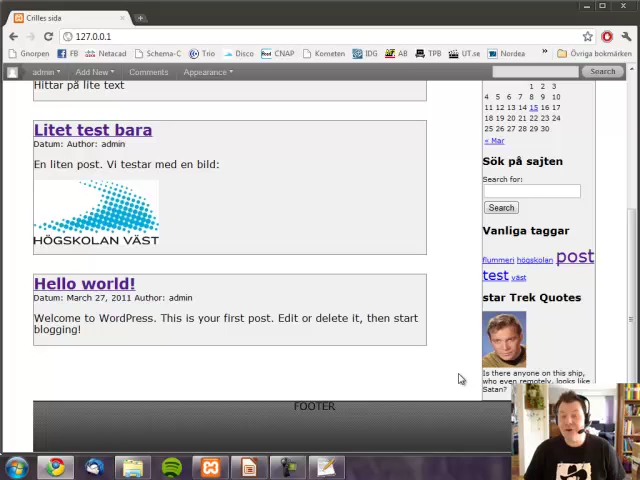 Crilles sida
127.0.0.1
Gnorpen FB Netacad Schema-C Trio Disco CNAP Kometen IDG AB TPB UT.se Nordea » Övriga bokmärken
admin Add New Comments Appearance Search
Hittar på lite text
Litet test bara
Datum: Author: admin
En liten post. Vi testar med en bild:
HÖGSKOLAN VÄST
Hello world!
Datum: March 27, 2011 Author: admin
Welcome to WordPress. This is your first post. Edit or delete it, then start
blogging!
1 2 3
4 5 6 7 8 9 10
11 12 13 14 15 16 17
18 19 20 21 22 23 24
25 26 27 28 29 30
« Mar
Sök på sajten
Search for:
Search
Vanliga taggar
flummeri högskolan post
test väst
star Trek Quotes
Is there anyone on this ship,
who even remotely, looks like
Satan?
FOOTER